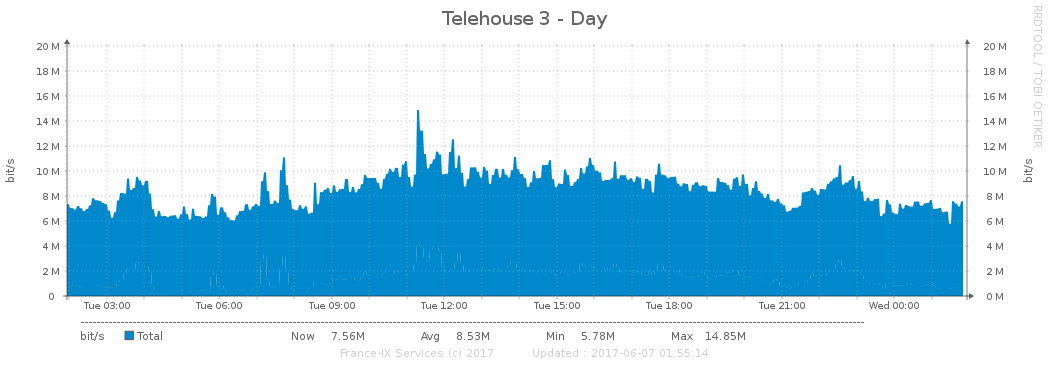 Telehouse 3 - Day
RRDTOOL / TOBI OETIKER
bit/s
20 M 20 M
18 M 18 M
16 M 16 M
14 M 14 M
12 M 12 M
10 M 10 M
8 M 8 M
6 M 6 M
4 M 4 M
2 M 2 M
0 0 M
bit/s
Tue 03:00 Tue 06:00 Tue 09:00 Tue 12:00 Tue 15:00 Tue 18:00 Tue 21:00 Wed 00:00
bit/s Total Now 7.56M Avg 8.53M Min 5.78M Max 14.85M
France-IX Services (c) 2017 Updated : 2017-06-07 01:55:14